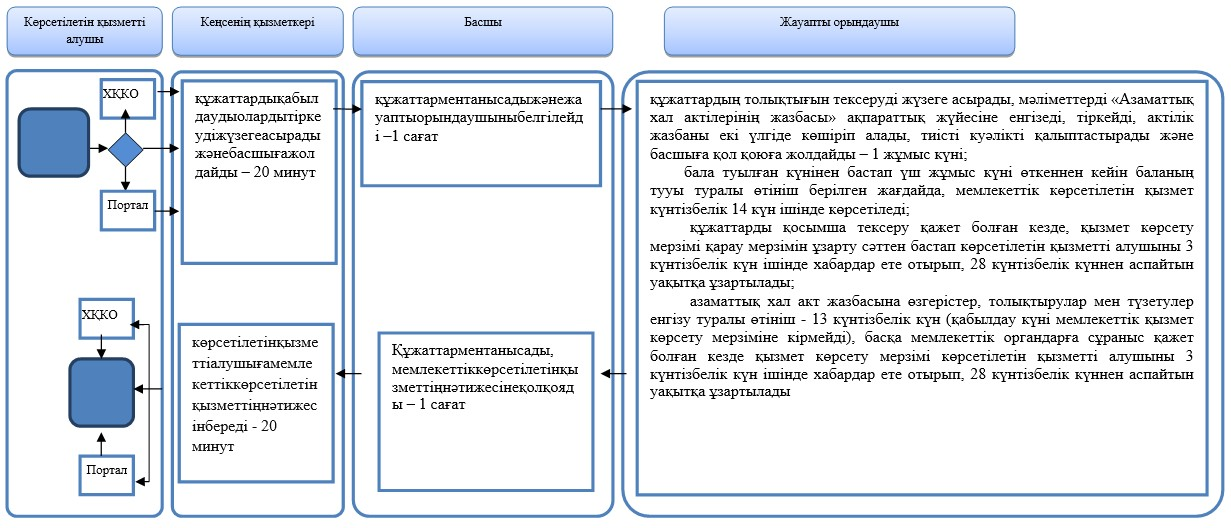 Көрсетілетін қызметті
алушы
Кеңсенің қызметкері
Басшы
Жауапты орындаушы
ХҚКО
Портал
құжаттардықабыл
даудыолардытірке
удіжүзегеасырады
жәнебасшығажол
дайды – 20 минут
құжаттарментанысадыжәнежа
уаптыорындаушыныбелгілейд
і –1 сағат
құжаттардың толықтығын тексеруді жүзеге асырады, мәліметтерді «Азаматтық
хал актілерінің жазбасы» ақпараттық жүйесіне енгізеді, тіркейді, актілік
жазбаны екі үлгіде көшіріп алады, тиісті куәлікті қалыптастырады және
басшыға қол қоюға жолдайды – 1 жұмыс күні;
бала туылған күнінен бастап үш жұмыс күні өткеннен кейін баланың
тууы туралы өтініш берілген жағдайда, мемлекеттік көрсетілетін қызмет
күнтізбелік 14 күн ішінде көрсетіледі;
құжаттарды қосымша тексеру қажет болған кезде, қызмет көрсету
мерзімі қарау мерзімін ұзарту сәттен бастап көрсетілетін қызметті алушыны 3
күнтізбелік күн ішінде хабардар ете отырып, 28 күнтізбелік күннен аспайтын
уақытқа ұзартылады;
азаматтық хал акт жазбасына өзгерістер, толықтырулар мен түзетулер
енгізу туралы өтініш - 13 күнтізбелік күн (қабылдау күні мемлекеттік қызмет
көрсету мерзіміне кірмейді), басқа мемлекеттік органдарға сұраныс қажет
болған кезде қызмет көрсету мерзімі көрсетілетін қызметті алушыны 3
күнтізбелік күн ішінде хабардар ете отырып, 28 күнтізбелік күннен аспайтын
уақытқа ұзартылады
Құжаттарментанысады,
мемлекеттіккөрсетілетінқы
зметтіңнәтижесінеқолқояд
ы – 1 сағат
көрсетілетінқызме
ттіалушығамемле
кеттіккөрсетілетін
қызметтіңнәтижес
інбереді - 20
минут
ХҚКО
Портал